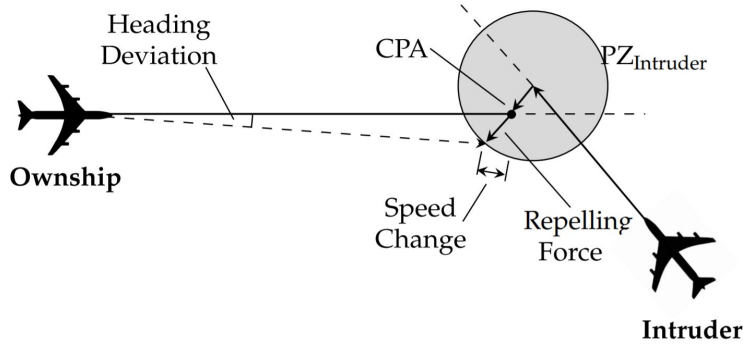 Heading
Deviation
CPA
PZIntruder
Ownship
Speed
Change
Repelling
Force
Intruder